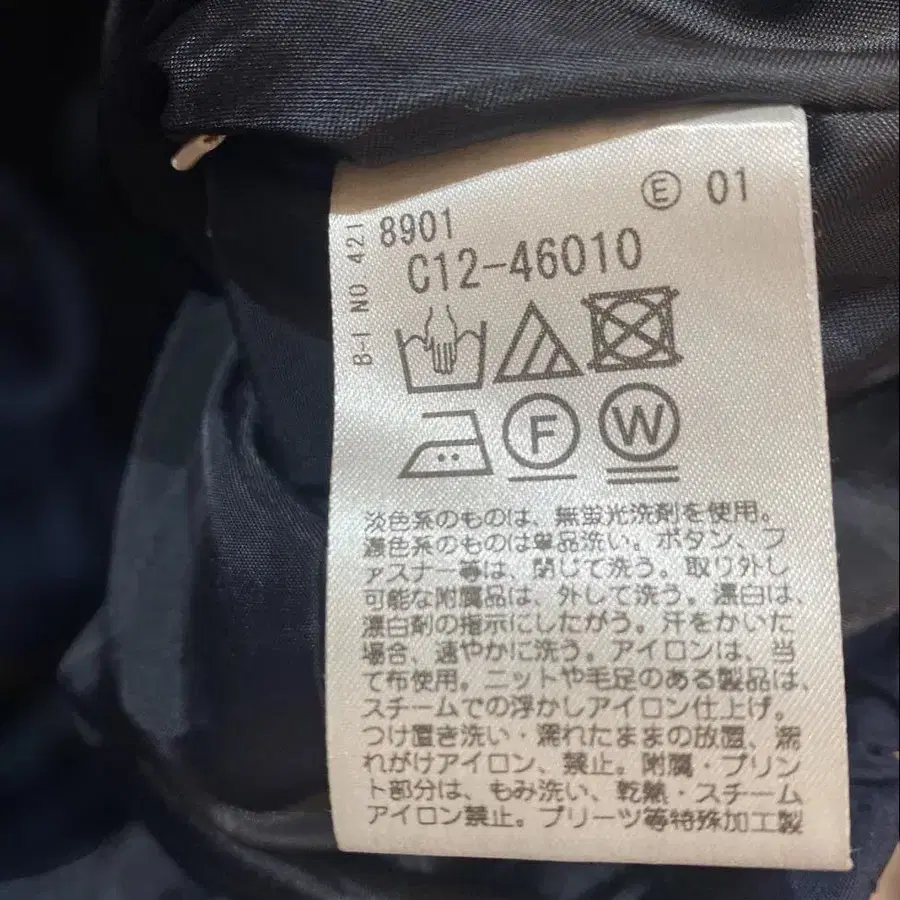 Ⓔ 01
8901
C12-46010
B-I NO. 421
F
W
淡色系のものは、無蛍光洗剤を使用。
濃色系のものは単品洗い。ボタン、フ
ァスナー等は、閉じて洗う。取り外し
可能な附属品は、外して洗う。漂白は、
漂白剤の指示にしたがう。汗をかいた
場合、速やかに洗う。アイロンは、当
て布使用。ニットや毛足のある製品は、
スチームでの浮かしアイロン仕上げ。
つけ置き洗い・濡れたままの放置、濡
れがけアイロン、禁止。附属・プリン
ト部分は、もみ洗い、乾熱・スチーム
アイロン禁止。プリーツ等特殊加工製